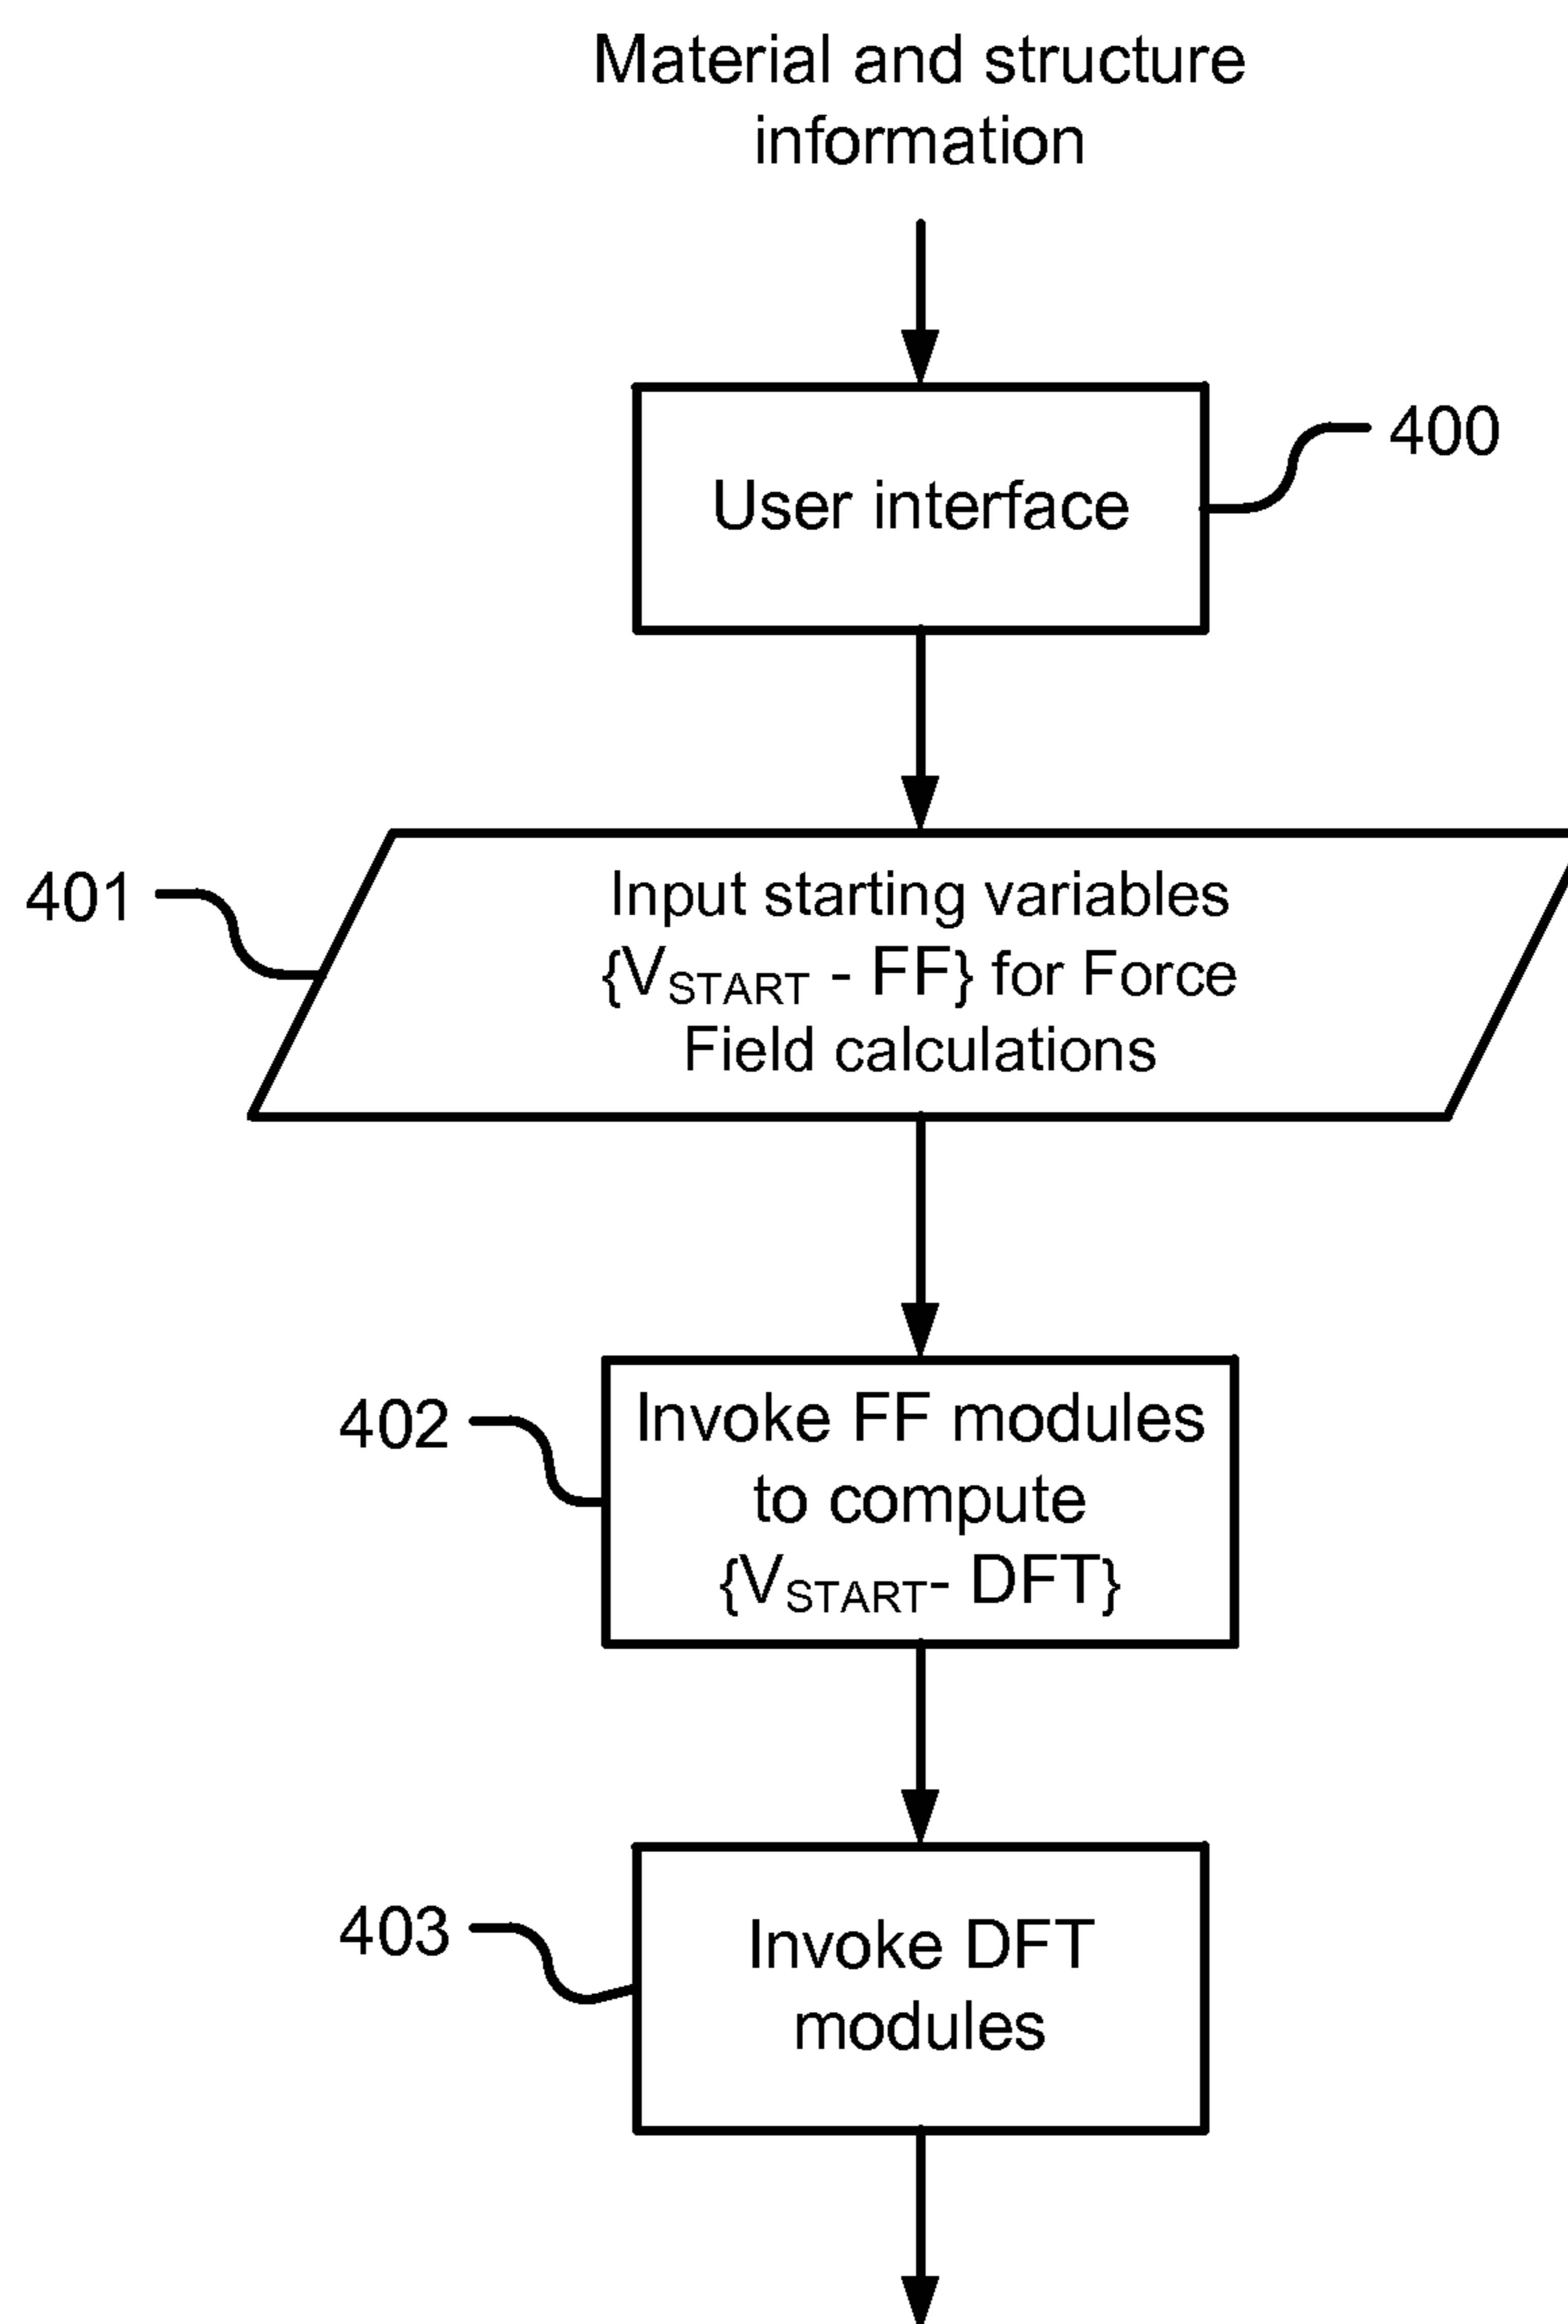 Material and structure
information
400
User interface
401
Input starting variables
{VSTART - FF} for Force
Field calculations
402
Invoke FF modules
to compute
{VSTART- DFT}
403
Invoke DFT
modules